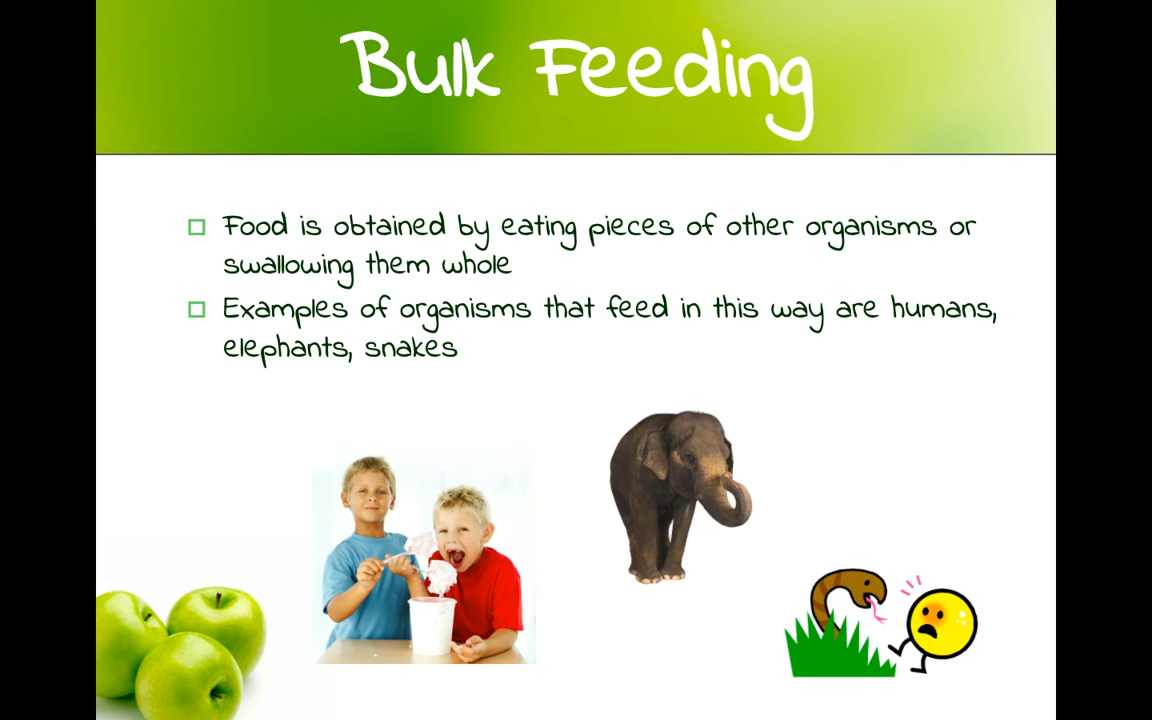 Bulk Feeding
Food is obtained by eating pieces of other organisms or
swallowing them whole
Examples of organisms that feed in this way are humans,
elephants, snakes